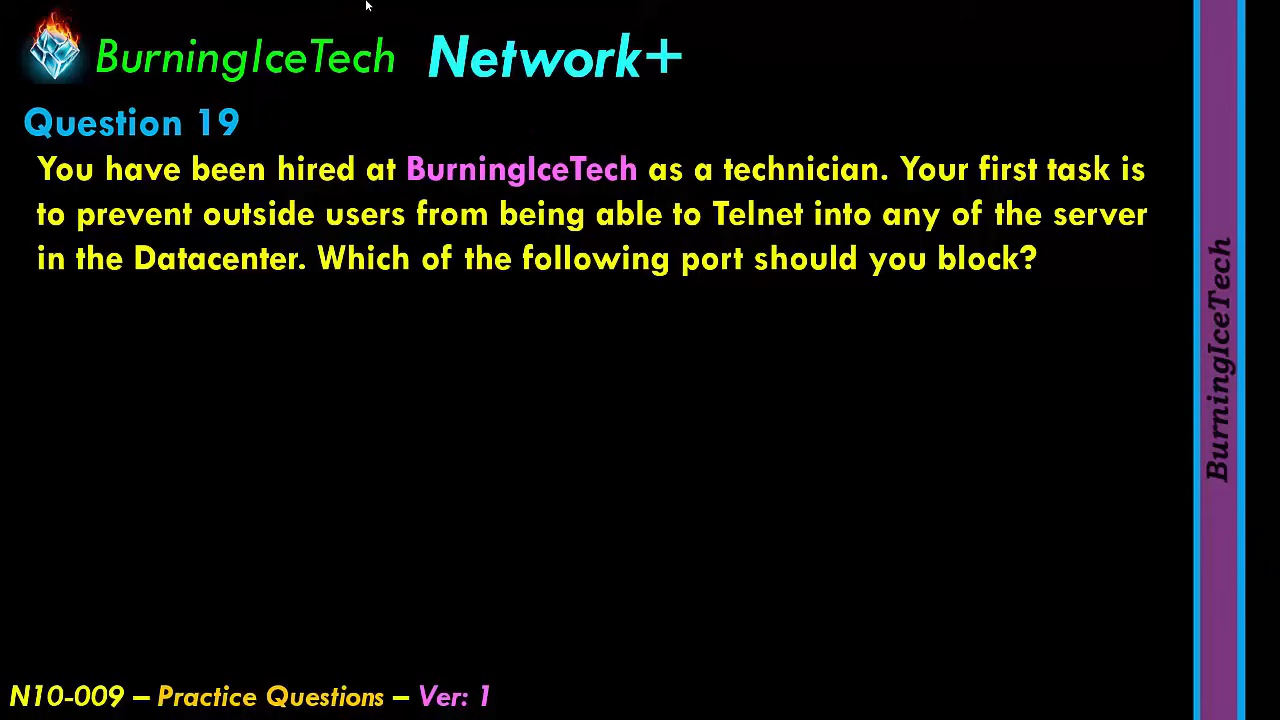 BurningIceTech Network+
Question 19
You have been hired at BurningIceTech as a technician. Your first task is
to prevent outside users from being able to Telnet into any of the server
in the Datacenter. Which of the following port should you block?
BurningIceTech
N10-009 – Practice Questions – Ver: 1